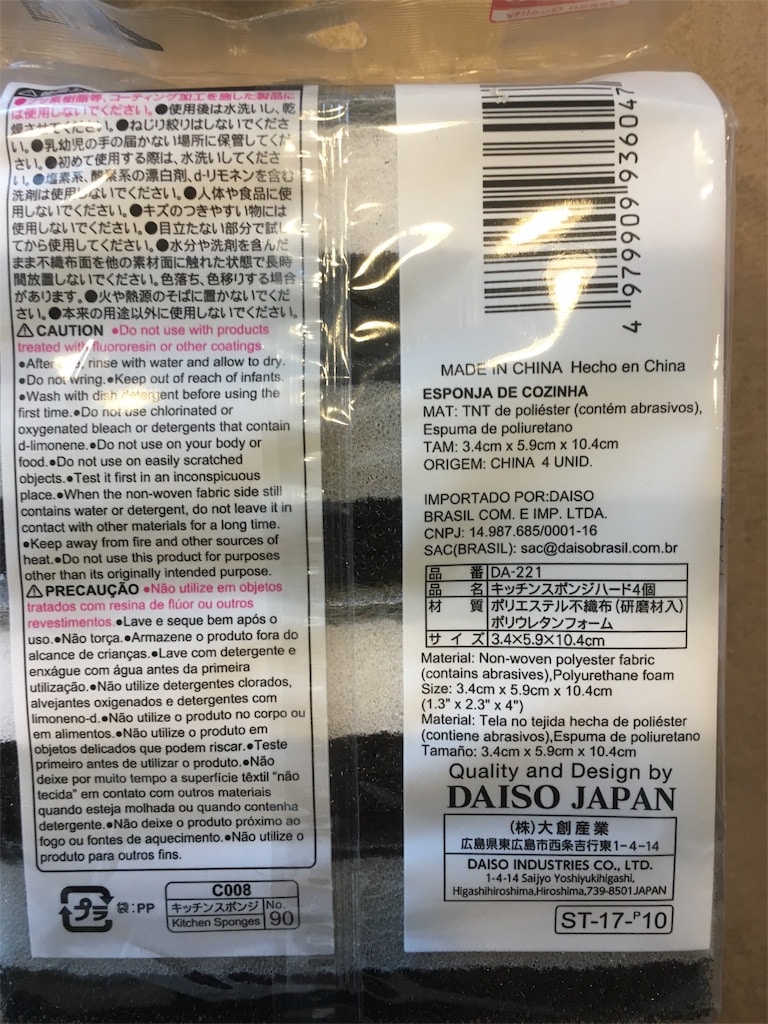 素樹脂等、コーティング加工を施した製品に
は使用しないでください。●使用後は水洗いし、乾
燥させてください。●ねじり絞りはしないでくださ
い。●乳幼児の手の届かない場所に保管してくだ
さい。●初めて使用する際は、水洗いしてくださ
い。●塩素系、酸素系の漂白剤、d-リモネンを含む
洗剤は使用しないでください。●人体や食品に使
用しないでください。●キズのつきやすい物には
使用しないでください。●目立たない部分で試し
てから使用してください。●水分や洗剤を含んだ
まま不織布面を他の素材面に触れた状態で長時
間放置しないでください。色落ち、色移りする場合
があります。●火や熱源のそばに置かないでくだ
さい。●本来の用途以外に使用しないでください。
⚠CAUTION ●Do not use with products
treated with fluororesin or other coatings.
●After use, rinse with water and allow to dry.
●Do not wring.●Keep out of reach of infants.
●Wash with dish detergent before using the
first time.●Do not use chlorinated or
oxygenated bleach or detergents that contain
d-limonene.●Do not use on your body or
food.●Do not use on easily scratched
objects.●Test it first in an inconspicuous
place.●When the non-woven fabric side still
contains water or detergent, do not leave it in
contact with other materials for a long time.
●Keep away from fire and other sources of
heat.●Do not use this product for purposes
other than its originally intended purpose.
⚠PRECAUÇÃO ●Não utilize em objetos
tratados com resina de flúor ou outros
revestimentos.●Lave e seque bem após o
uso.●Não torça.●Armazene o produto fora do
alcance de crianças.●Lave com detergente e
enxágue com água antes da primeira
utilização.●Não utilize detergentes clorados,
alvejantes oxigenados e detergentes com
limoneno-d.●Não utilize o produto no corpo ou
em alimentos.●Não utilize o produto em
objetos delicados que podem riscar.●Teste
primeiro antes de utilizar o produto.●Não
deixe por muito tempo a superfície têxtil "não
tecida" em contato com outros materiais
quando esteja molhada ou quando contenha
detergente.●Não deixe o produto próximo ao
fogo ou fontes de aquecimento.●Não utilize o
produto para outros fins.
プラ 袋:PP
C008
キッチンスポンジ
Kitchen Sponges
No.
90
4 979909 936047
MADE IN CHINA Hecho en China
ESPONJA DE COZINHA
MAT: TNT de poliéster (contém abrasivos),
Espuma de poliuretano
TAM: 3.4cm x 5.9cm x 10.4cm
ORIGEM: CHINA 4 UNID.
IMPORTADO POR:DAISO
BRASIL COM. E IMP. LTDA.
CNPJ: 14.987.685/0001-16
SAC(BRASIL): sac@daisobrasil.com.br
品 番 DA-221
品 名 キッチンスポンジハード4個
材 質 ポリエステル不織布(研磨材入)
ポリウレタンフォーム
サイズ 3.4×5.9×10.4cm
Material: Non-woven polyester fabric
(contains abrasives),Polyurethane foam
Size: 3.4cm x 5.9cm x 10.4cm
(1.3" x 2.3" x 4")
Material: Tela no tejida hecha de poliéster
(contiene abrasivos),Espuma de poliuretano
Tamaño: 3.4cm x 5.9cm x 10.4cm
Quality and Design by
DAISO JAPAN
(株)大創産業
広島県東広島市西条吉行東1-4-14
DAISO INDUSTRIES CO., LTD.
1-4-14 Saijyo Yoshiyukihigashi,
Higashihiroshima,Hiroshima,739-8501 JAPAN
ST-17-P10